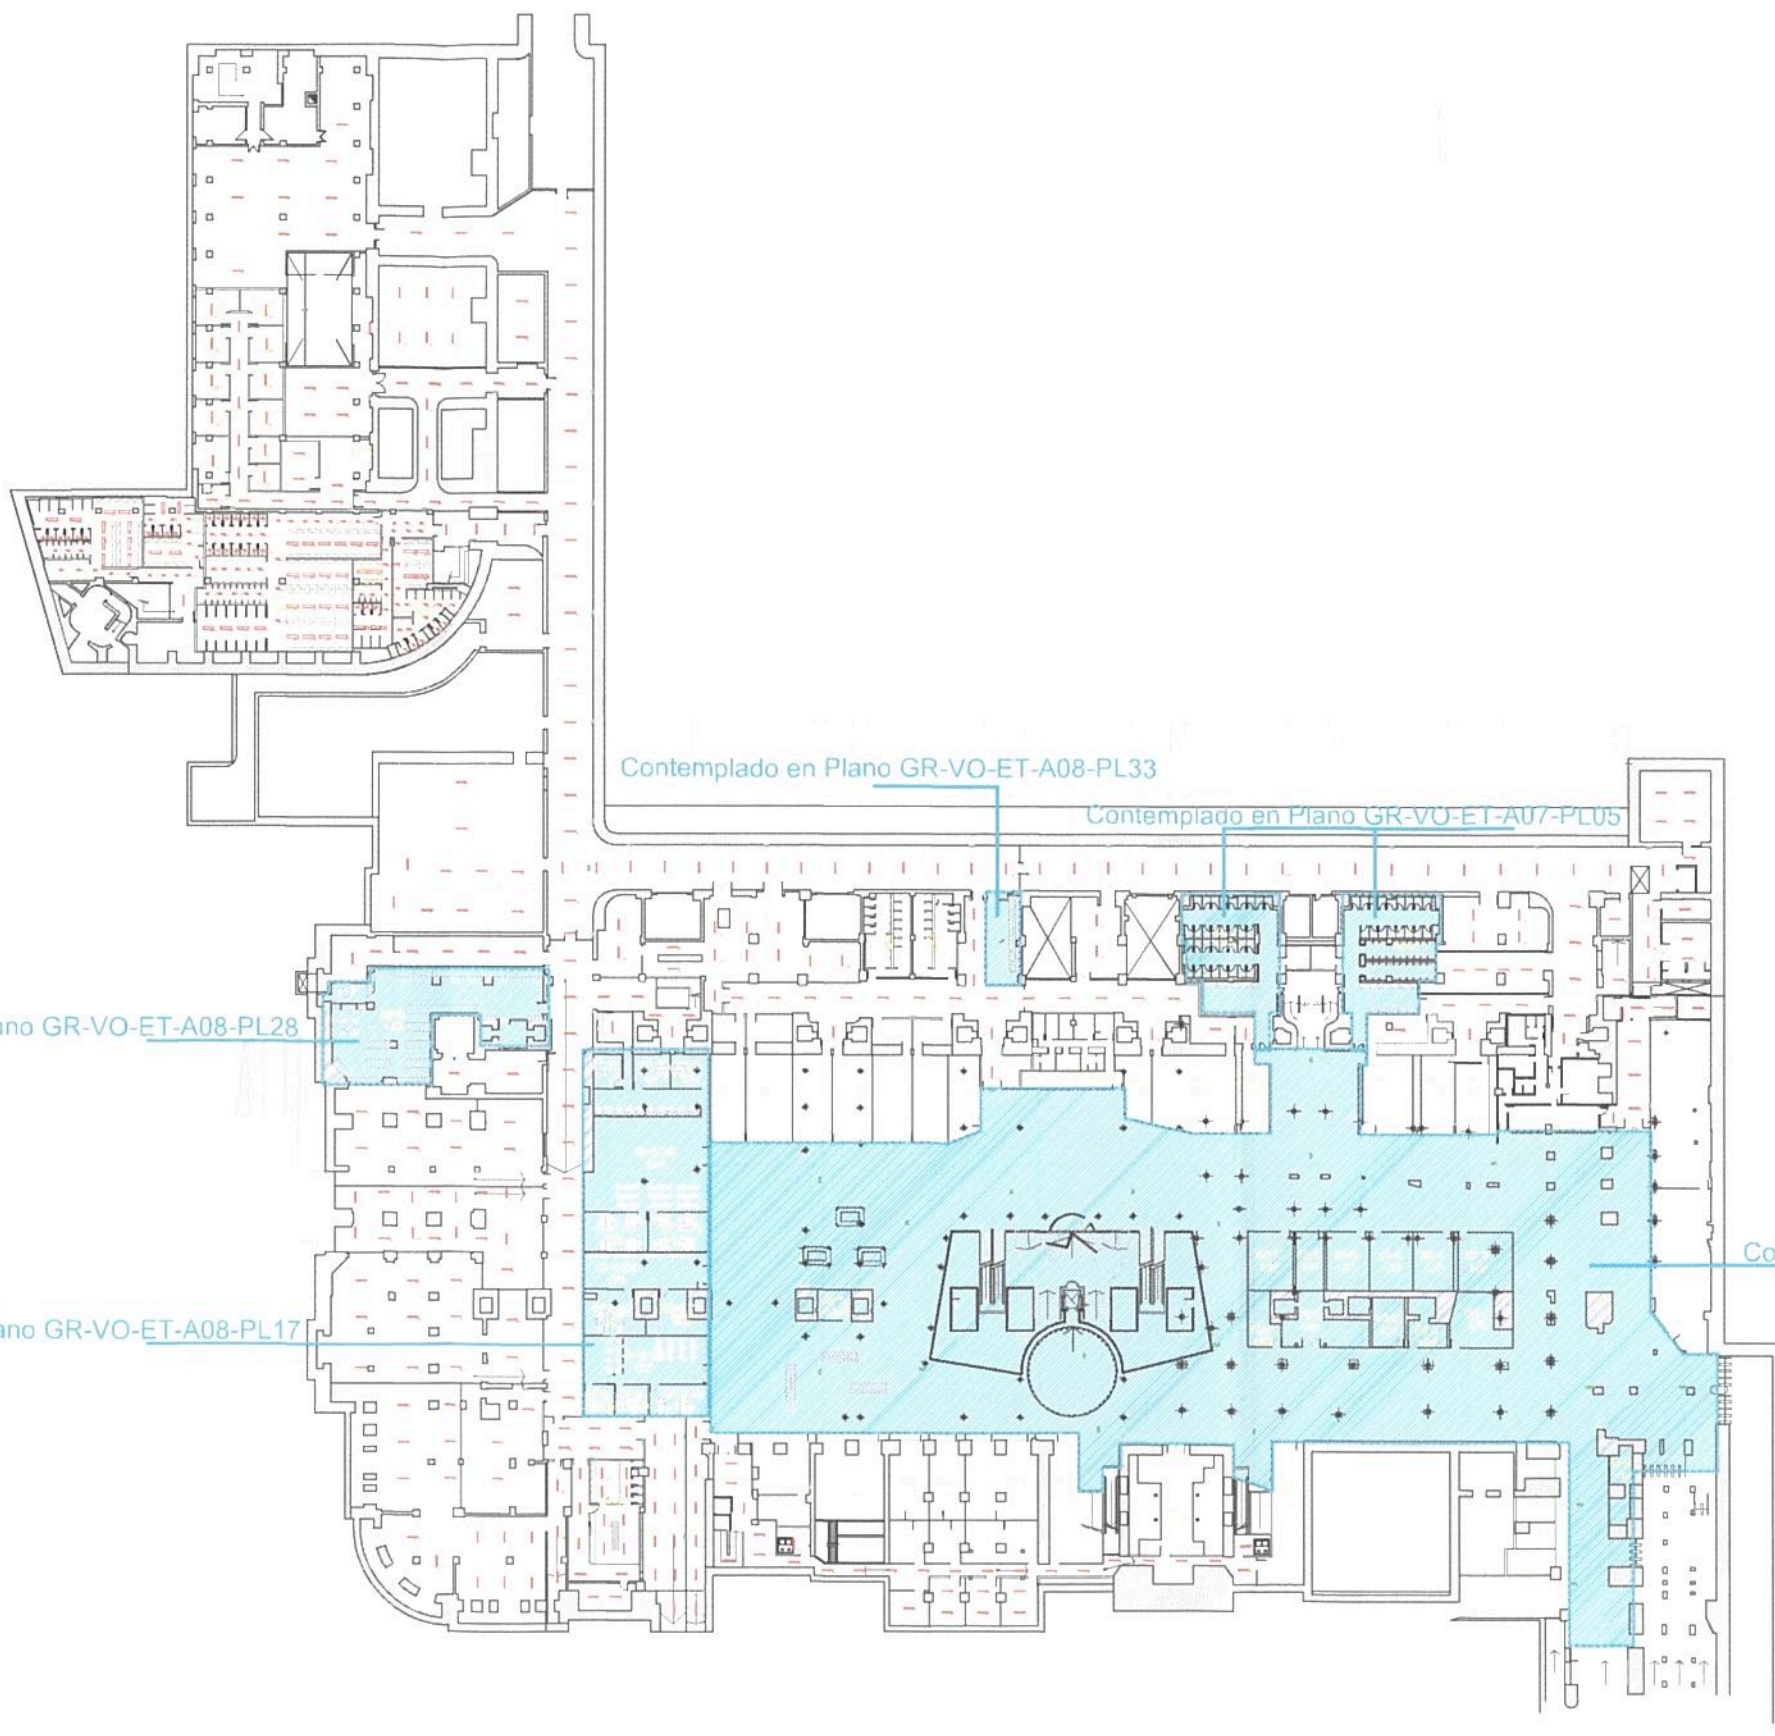 Contemplado en Plano GR-VO-ET-A08-PL33
Contemplado en Plano GR-VO-ET-A07-PL05
ano GR-VO-ET-A08-PL28
Co
ano GR-VO-ET-A08-PL17